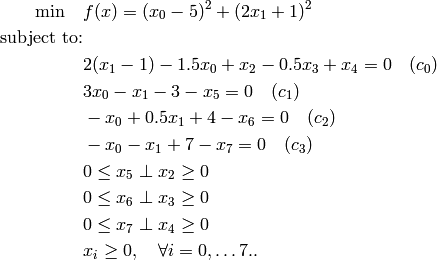 min f(x) = (x₀ − 5)² + (2x₁ + 1)²
subject to:
2(x₁ − 1) − 1.5x₀ + x₂ − 0.5x₃ + x₄ = 0 (c₀)
3x₀ − x₁ − 3 − x₅ = 0 (c₁)
− x₀ + 0.5x₁ + 4 − x₆ = 0 (c₂)
− x₀ − x₁ + 7 − x₇ = 0 (c₃)
0 ≤ x₅ ⊥ x₂ ≥ 0
0 ≤ x₆ ⊥ x₃ ≥ 0
0 ≤ x₇ ⊥ x₄ ≥ 0
xᵢ ≥ 0, ∀i = 0, … 7..